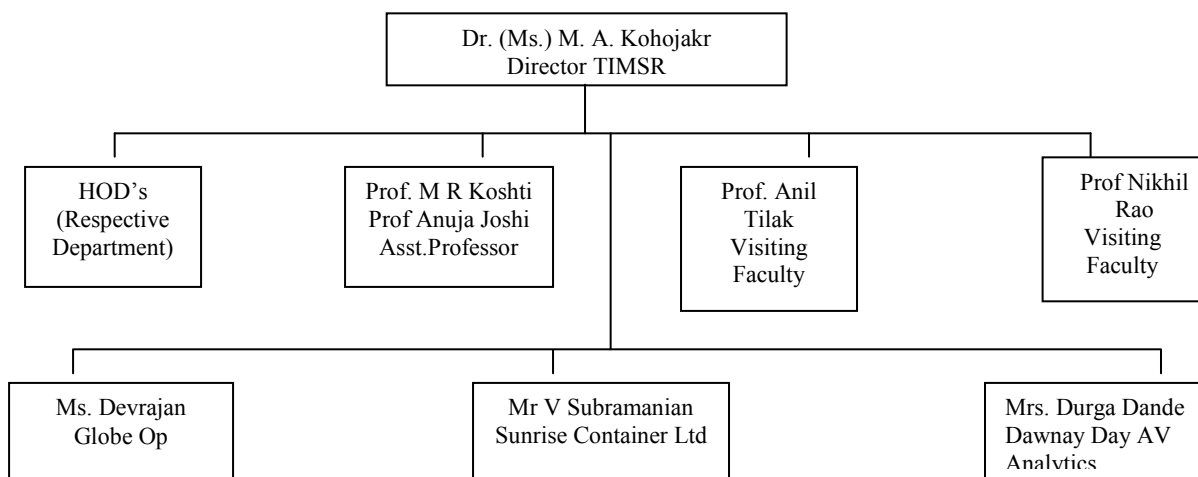 Dr. (Ms.) M. A. Kohojakr
Director TIMSR
HOD's
(Respective
Department)
Prof. M R Koshti
Prof Anuja Joshi
Asst.Professor
Prof. Anil
Tilak
Visiting
Faculty
Prof Nikhil
Rao
Visiting
Faculty
Ms. Devrajan
Globe Op
Mr V Subramanian
Sunrise Container Ltd
Mrs. Durga Dande
Dawnay Day AV
Analytics